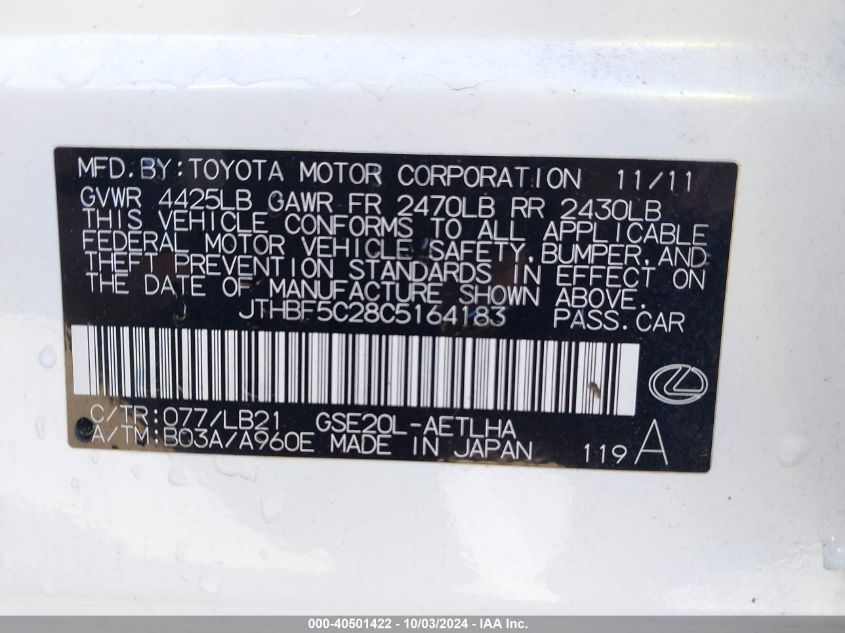 MFD. BY: TOYOTA MOTOR CORPORATION 11/11
GVWR 4425LB GAWR FR 2470LB RR 2430LB
THIS VEHICLE CONFORMS TO ALL APPLICABLE
FEDERAL MOTOR VEHICLE SAFETY, BUMPER, AND
THEFT PREVENTION STANDARDS IN EFFECT ON
THE DATE OF MANUFACTURE SHOWN ABOVE.
JTHBF5C28C5164183 PASS. CAR
C/TR: 077/LB21 GSE20L-AETLHA
A/TM: B03A/A960E MADE IN JAPAN 119 A
000-40501422 - 10/03/2024 - IAA Inc.